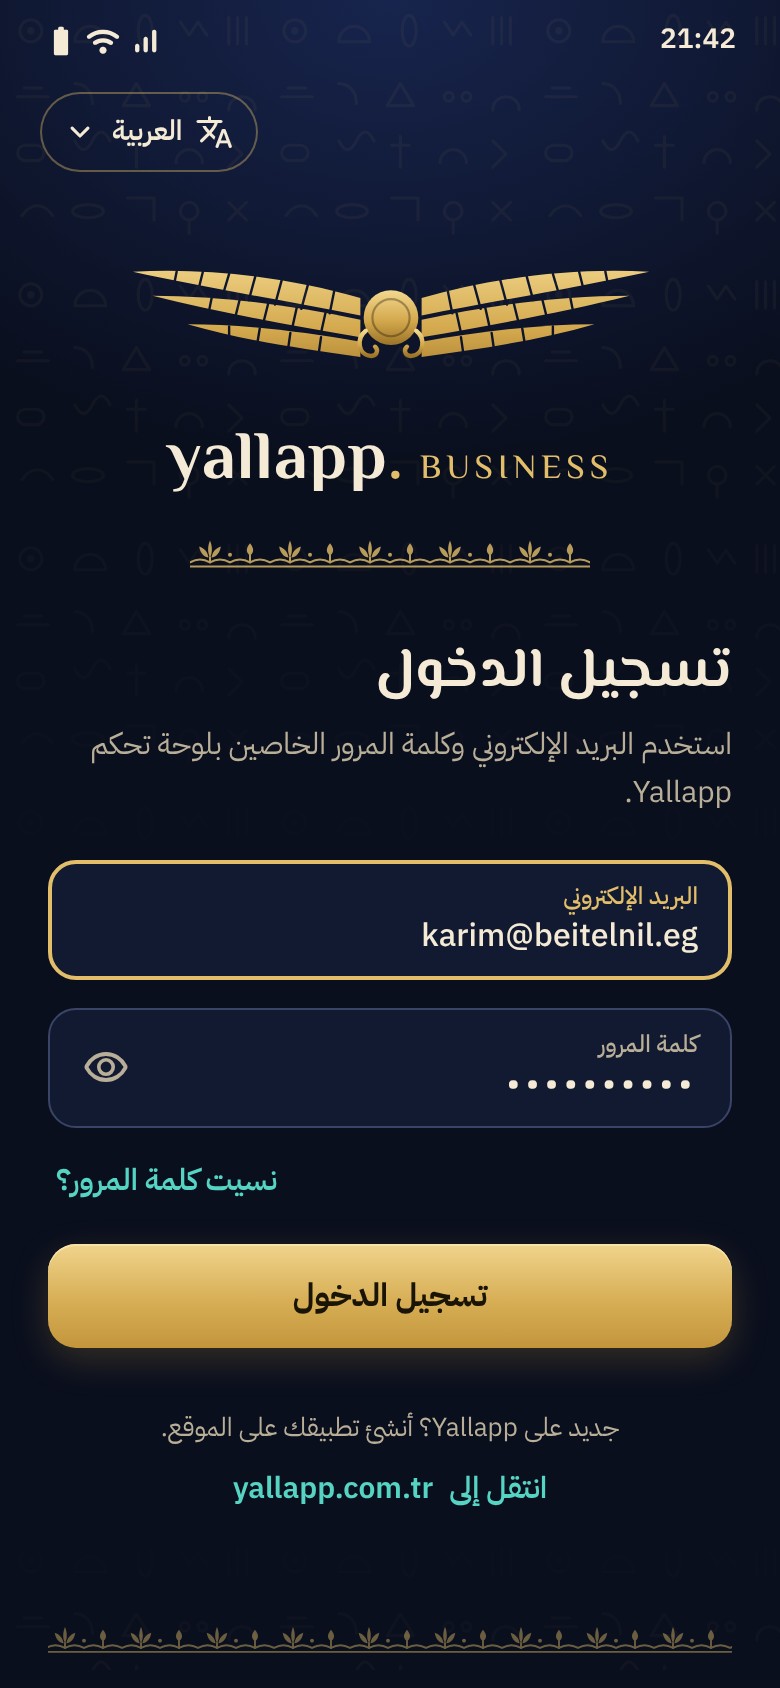 21:42
العربية
yallapp. BUSINESS
تسجيل الدخول
استخدم البريد الإلكتروني وكلمة المرور الخاصين بلوحة تحكم
Yallapp.
البريد الإلكتروني
karim@beitelnil.eg
كلمة المرور
••••••••••
نسيت كلمة المرور؟
تسجيل الدخول
جديد على Yallapp؟ أنشئ تطبيقك على الموقع.
انتقل إلى yallapp.com.tr